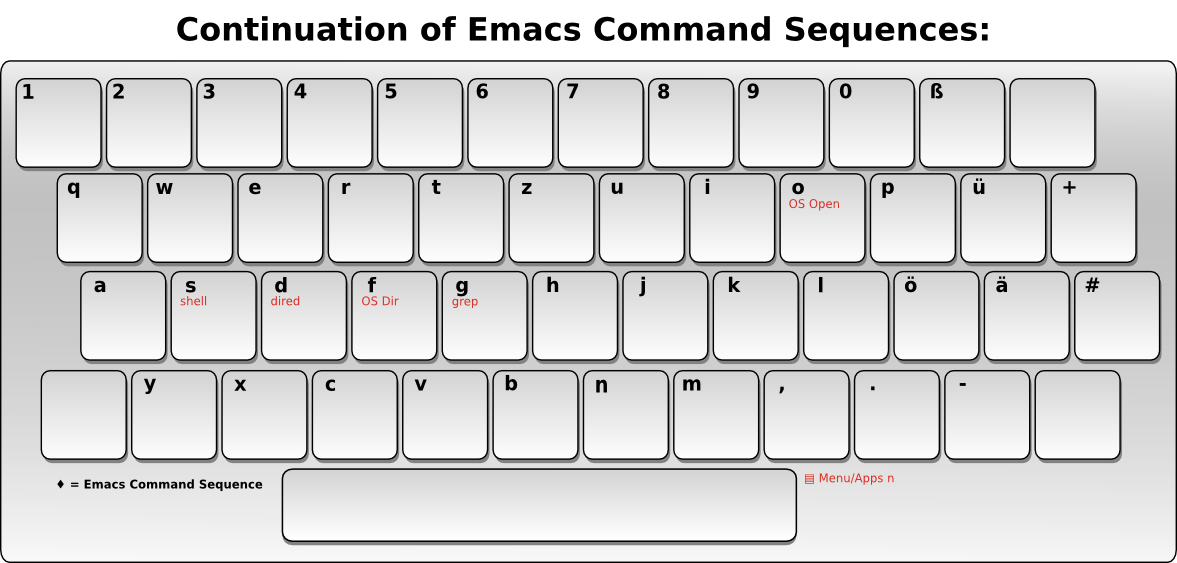 Continuation of Emacs Command Sequences:
1 2 3 4 5 6 7 8 9 0 ß
q w e r t z u i o p ü +
OS Open
a s d f g h j k l ö ä #
shell dired OS Dir grep
y x c v b n m , . -
♦ = Emacs Command Sequence
▤ Menu/Apps n